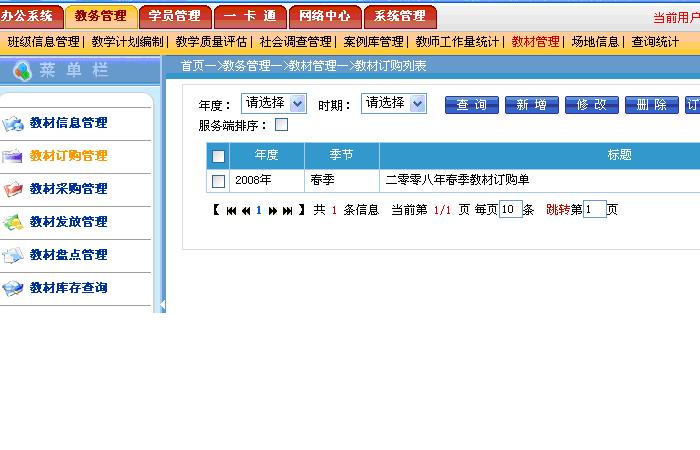 办公系统 教务管理 学员管理 一 卡 通 网络中心 系统管理 当前用户
班级信息管理| 教学计划编制| 教学质量评估| 社会调查管理| 案例库管理| 教师工作量统计| 教材管理| 场地信息| 查询统计
菜 单 栏
首页—>教务管理—>教材管理—>教材订购列表
教材信息管理
教材订购管理
教材采购管理
教材发放管理
教材盘点管理
教材库存查询
年度： 请选择 时期： 请选择 查 询 新 增 修 改 删 除 订
服务端排序：
年度 季节 标题
2008年 春季 二零零八年春季教材订购单
【 1 】 共 1 条信息 当前第 1/1 页 每页 10 条 跳转第 1 页